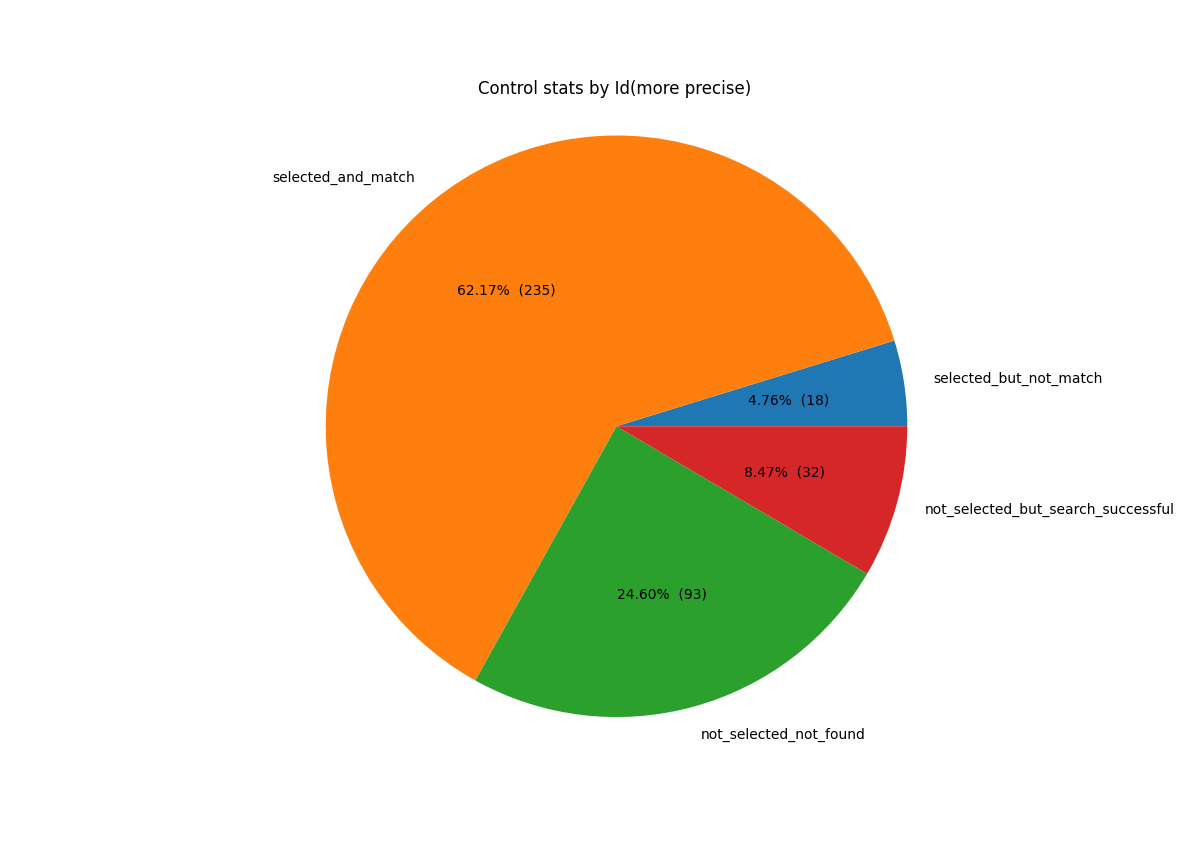 Control stats by Id(more precise)
selected_and_match
62.17%  (235)
selected_but_not_match
4.76%  (18)
8.47%  (32)
not_selected_but_search_successful
24.60%  (93)
not_selected_not_found